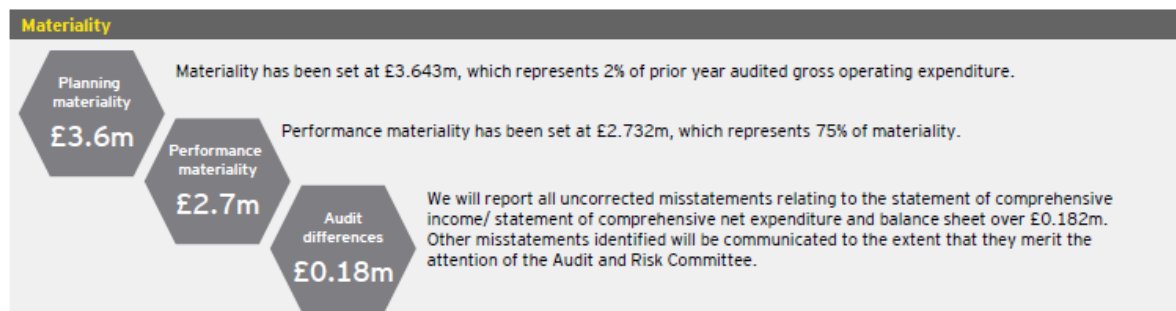 Materiality
Planning
materiality
£3.6m
Materiality has been set at £3.643m, which represents 2% of prior year audited gross operating expenditure.
Performance
materiality
£2.7m
Performance materiality has been set at £2.732m, which represents 75% of materiality.
Audit
differences
£0.18m
We will report all uncorrected misstatements relating to the statement of comprehensive
income/ statement of comprehensive net expenditure and balance sheet over £0.182m.
Other misstatements identified will be communicated to the extent that they merit the
attention of the Audit and Risk Committee.